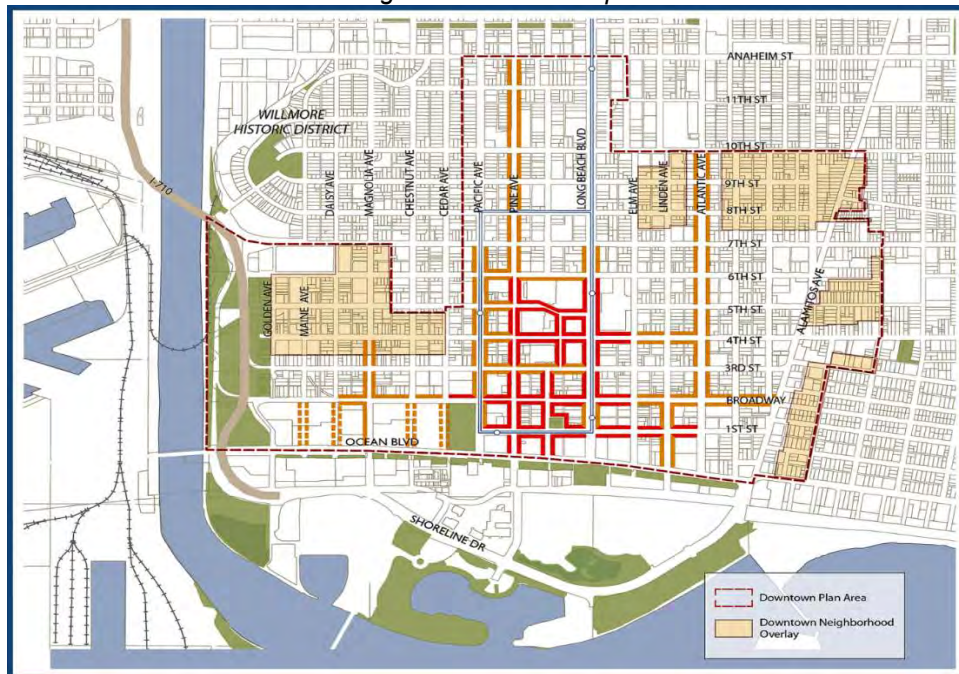 ANAHEIM ST
11TH ST
WILLMORE
HISTORIC DISTRICT
10TH ST
I-710
DAISY AVE
MAGNOLIA AVE
CHESTNUT AVE
CEDAR AVE
PACIFIC AVE
PINE AVE
LONG BEACH BLVD
ELM AVE
LINDEN AVE
ATLANTIC AVE
9TH ST
8TH ST
7TH ST
6TH ST
GOLDEN AVE
MAINE AVE
5TH ST
ALAMITOS AVE
4TH ST
3RD ST
BROADWAY
1ST ST
OCEAN BLVD
SHORELINE DR
Downtown Plan Area
Downtown Neighborhood
Overlay